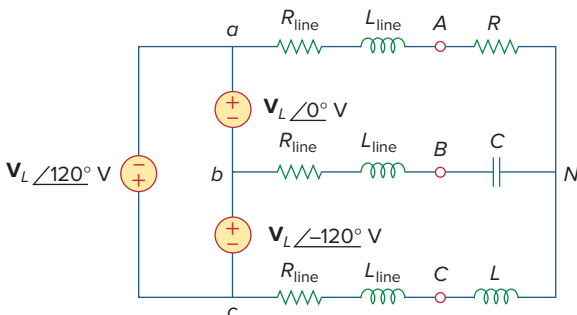 a R_line L_line A R
+
−
V_L ∠0° V
R_line L_line B C
V_L ∠120° V
−
+
b N
+
−
V_L ∠−120° V
R_line L_line C L
c